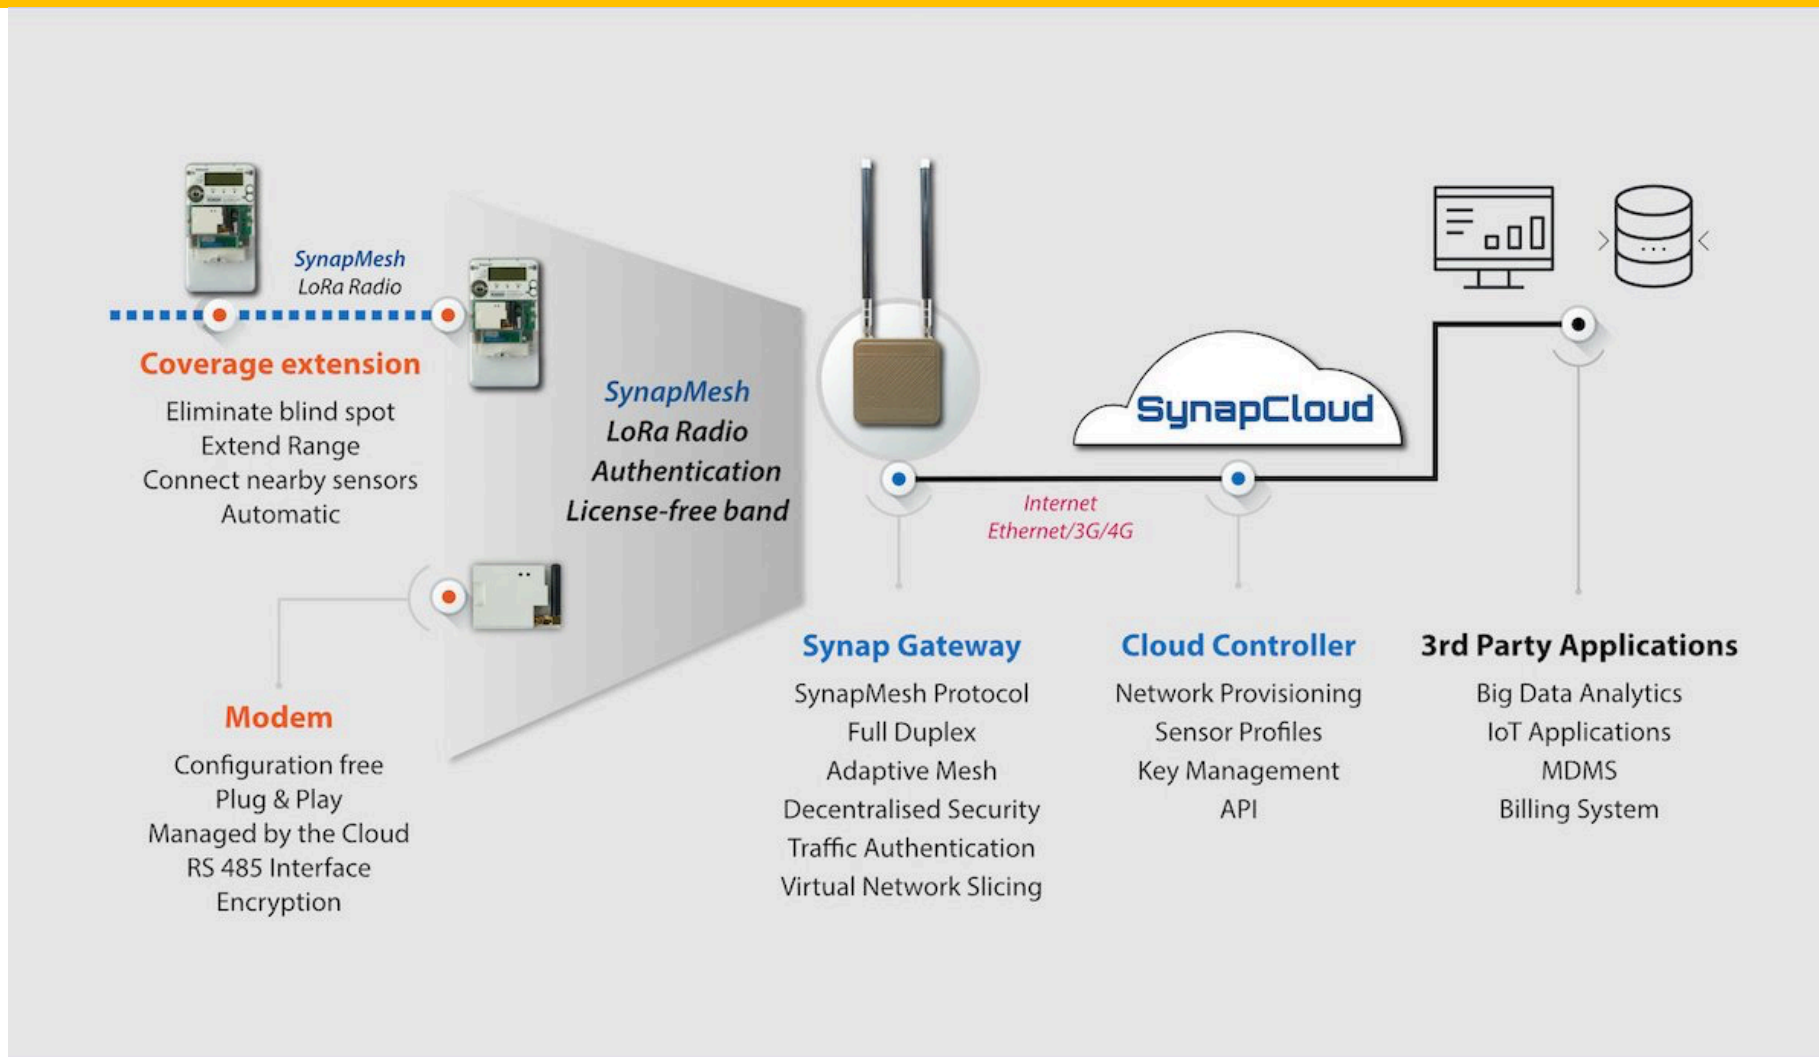 SynapMesh
LoRa Radio
Coverage extension
Eliminate blind spot
Extend Range
Connect nearby sensors
Automatic
Modem
Configuration free
Plug & Play
Managed by the Cloud
RS 485 Interface
Encryption
SynapMesh
LoRa Radio
Authentication
License-free band
Synap Gateway
SynapMesh Protocol
Full Duplex
Adaptive Mesh
Decentralised Security
Traffic Authentication
Virtual Network Slicing
Internet
Ethernet/3G/4G
SynapCloud
Cloud Controller
Network Provisioning
Sensor Profiles
Key Management
API
3rd Party Applications
Big Data Analytics
IoT Applications
MDMS
Billing System